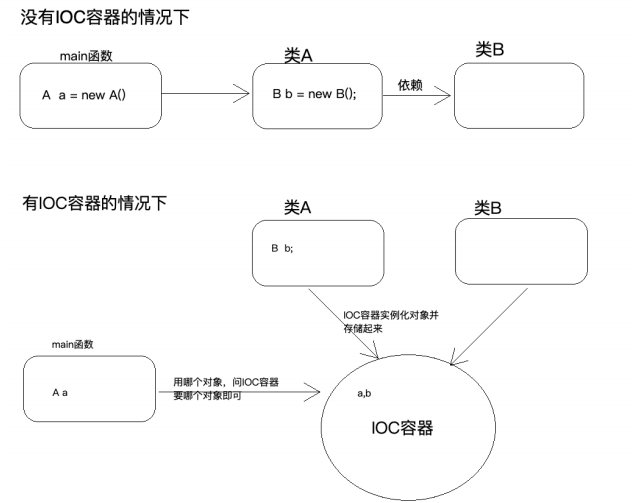 没有IOC容器的情况下
main函数
类A
类B
A  a = new A()
B b = new B();
依赖
有IOC容器的情况下
类A
类B
B  b;
IOC容器实例化对象并
存储起来
main函数
用哪个对象，问IOC容器
要哪个对象即可
A a
a,b
IOC容器